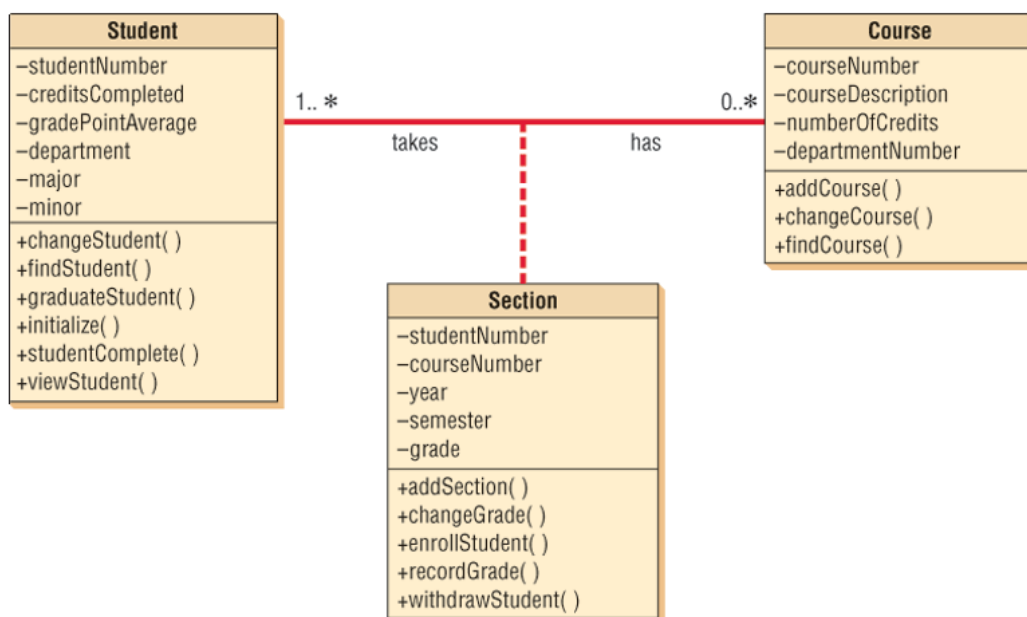 Student
–studentNumber
–creditsCompleted
–gradePointAverage
–department
–major
–minor
+changeStudent( )
+findStudent( )
+graduateStudent( )
+initialize( )
+studentComplete( )
+viewStudent( )
1.. *
takes
0..*
has
Course
–courseNumber
–courseDescription
–numberOfCredits
–departmentNumber
+addCourse( )
+changeCourse( )
+findCourse( )
Section
–studentNumber
–courseNumber
–year
–semester
–grade
+addSection( )
+changeGrade( )
+enrollStudent( )
+recordGrade( )
+withdrawStudent( )